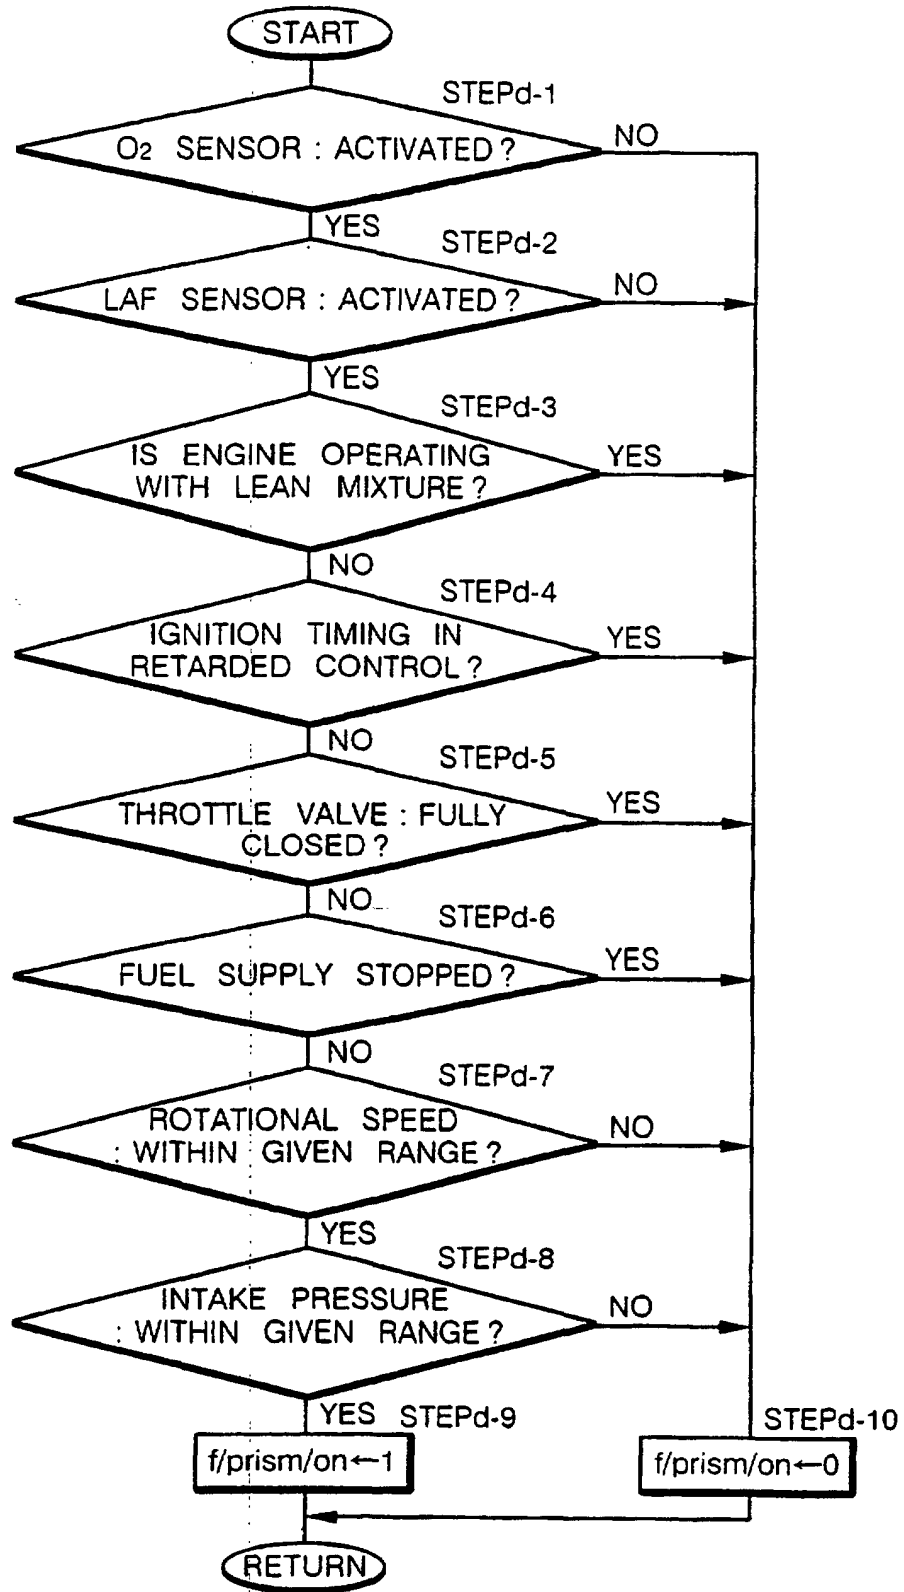 START
STEPd-1
O2 SENSOR : ACTIVATED ?
NO
YES
STEPd-2
LAF SENSOR : ACTIVATED ?
NO
YES
STEPd-3
IS ENGINE OPERATING
WITH LEAN MIXTURE ?
YES
NO
STEPd-4
IGNITION TIMING IN
RETARDED CONTROL ?
YES
NO
STEPd-5
THROTTLE VALVE : FULLY
CLOSED ?
YES
NO
STEPd-6
FUEL SUPPLY STOPPED ?
YES
NO
STEPd-7
ROTATIONAL SPEED
: WITHIN GIVEN RANGE ?
NO
YES
STEPd-8
INTAKE PRESSURE
: WITHIN GIVEN RANGE ?
NO
YES
STEPd-9
f/prism/on←1
STEPd-10
f/prism/on←0
RETURN